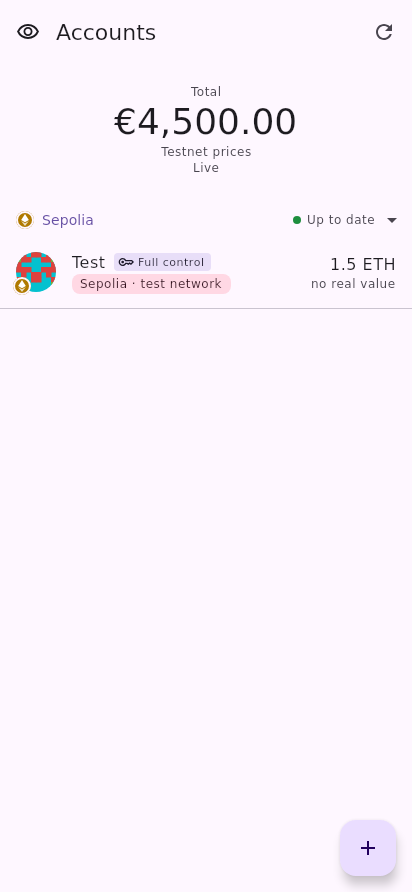 Accounts
Total
€4,500.00
Testnet prices
Live
Sepolia
Up to date
Test
Full control
1.5 ETH
Sepolia · test network
no real value